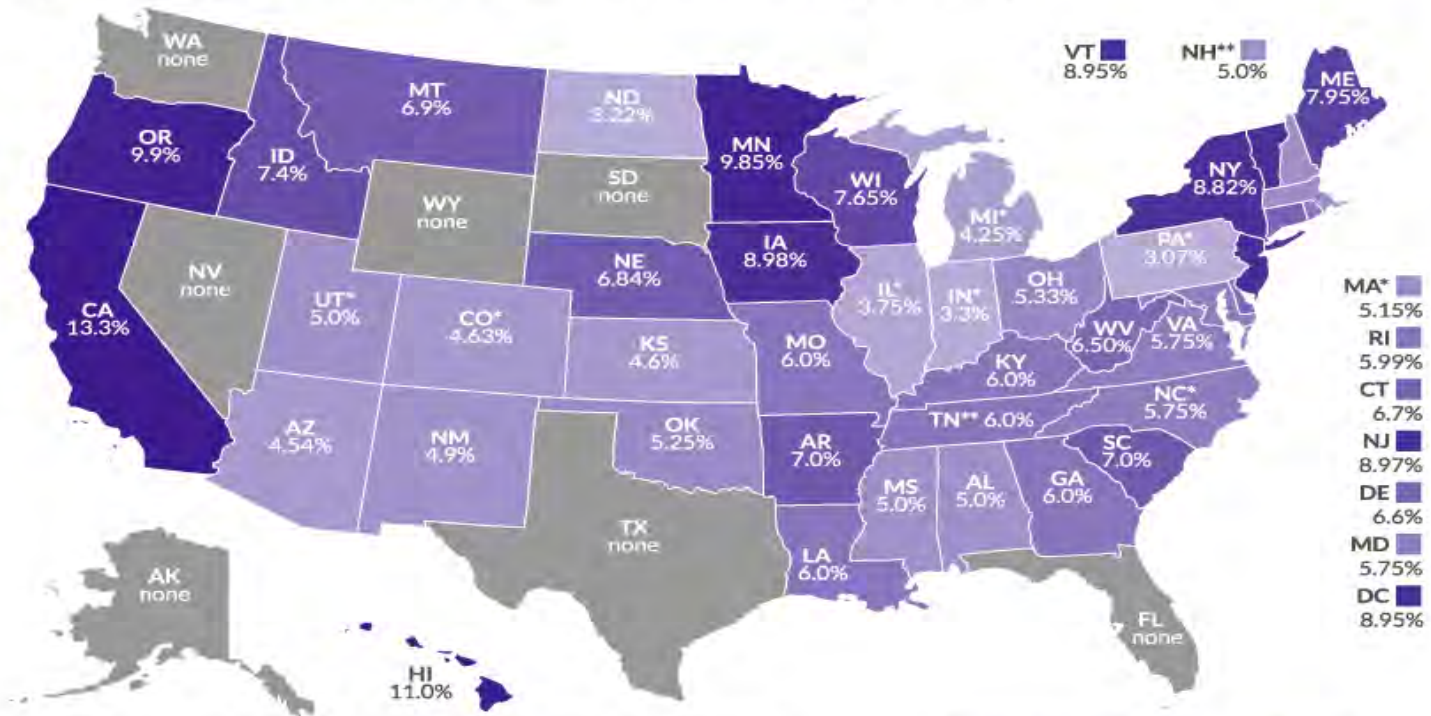 WA
none
OR
9.9%
CA
13.3%
NV
none
ID
7.4%
MT
6.9%
WY
none
UT*
5.0%
AZ
4.54%
CO*
4.63%
NM
4.9%
ND
3.22%
SD
none
NE
6.84%
KS
4.6%
OK
5.25%
TX
none
MN
9.85%
IA
8.98%
MO
6.0%
AR
7.0%
LA
6.0%
WI
7.65%
IL*
3.75%
MI*
4.25%
IN*
3.3%
OH
5.33%
KY
6.0%
TN** 6.0%
MS
5.0%
AL
5.0%
GA
6.0%
FL
none
SC
7.0%
NC*
5.75%
VA
5.75%
WV
6.50%
PA*
3.07%
NY
8.82%
ME
7.95%
VT
8.95%
NH**
5.0%
MA*
5.15%
RI
5.99%
CT
6.7%
NJ
8.97%
DE
6.6%
MD
5.75%
DC
8.95%
AK
none
HI
11.0%